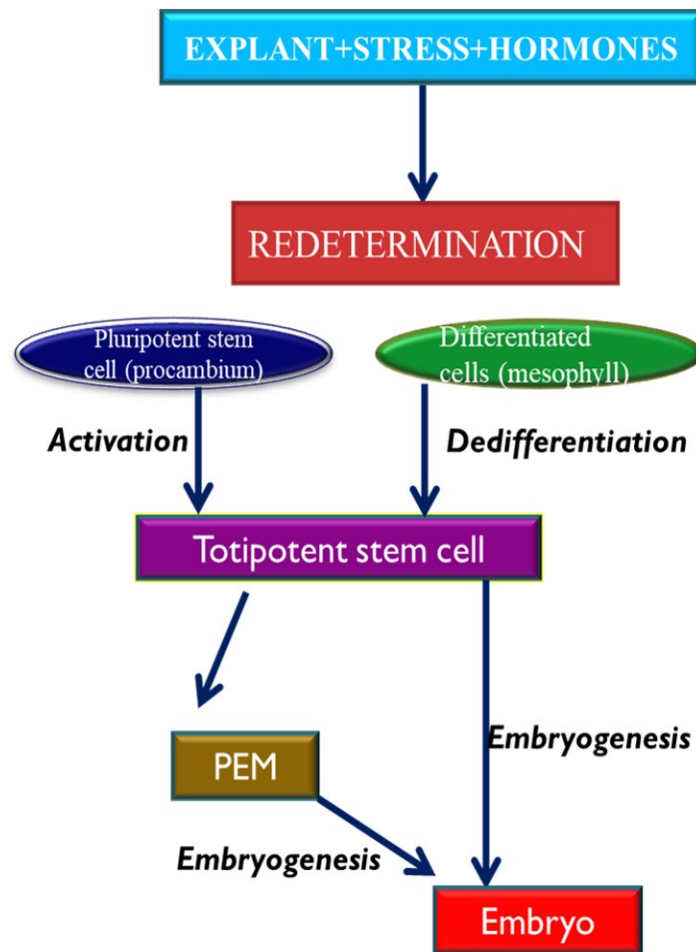 EXPLANT+STRESS+HORMONES
REDETERMINATION
Pluripotent stem
cell (procambium)
Differentiated
cells (mesophyll)
Activation
Dedifferentiation
Totipotent stem cell
PEM
Embryogenesis
Embryogenesis
Embryo